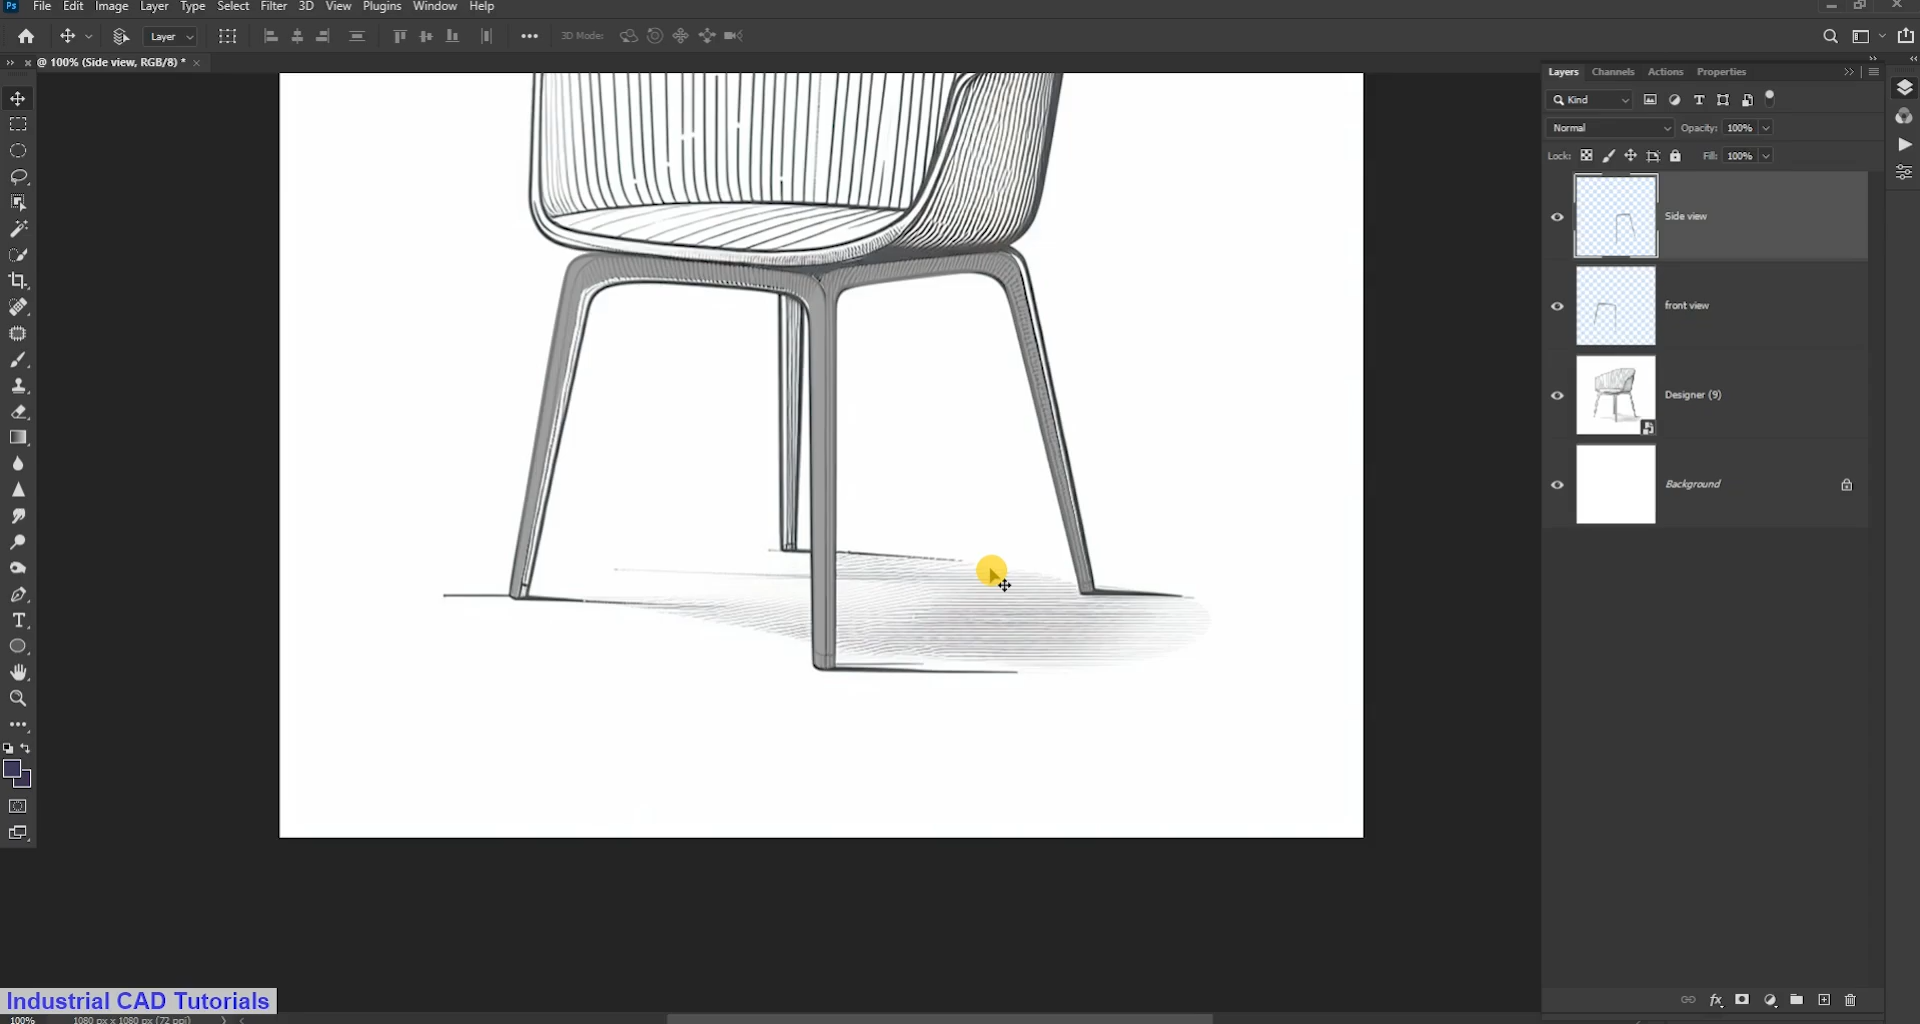 Ps File Edit Image Layer Type Select Filter 3D View Plugins Window Help
Layer 3D Mode:
@ 100% (Side view, RGB/8) *
Layers Channels Actions Properties
Kind
Normal Opacity: 100%
Lock: Fill: 100%
Side view
front view
Designer (9)
Background
fx
Industrial CAD Tutorials
100% 1080 px x 1080 px (72 ppi)